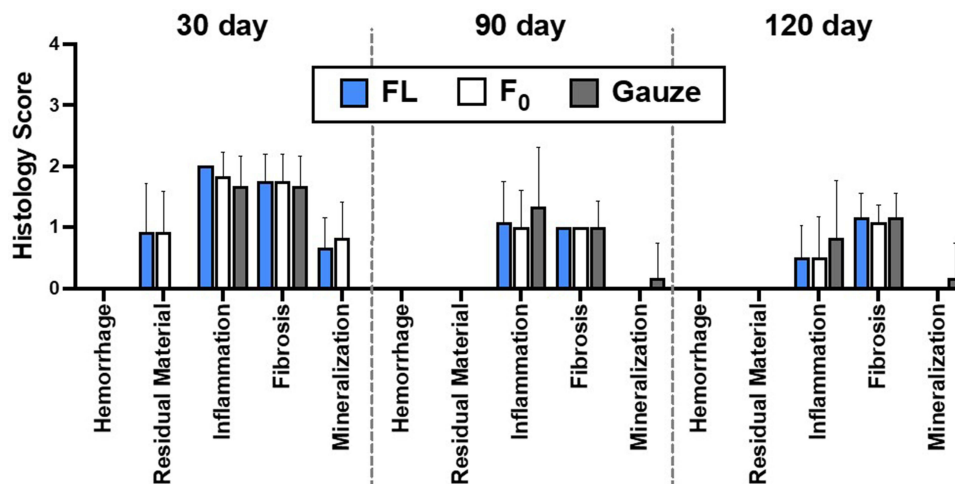 30 day 90 day 120 day
FL F₀ Gauze
Histology Score
4
3
2
1
0
Hemorrhage
Residual Material
Inflammation
Fibrosis
Mineralization
Hemorrhage
Residual Material
Inflammation
Fibrosis
Mineralization
Hemorrhage
Residual Material
Inflammation
Fibrosis
Mineralization